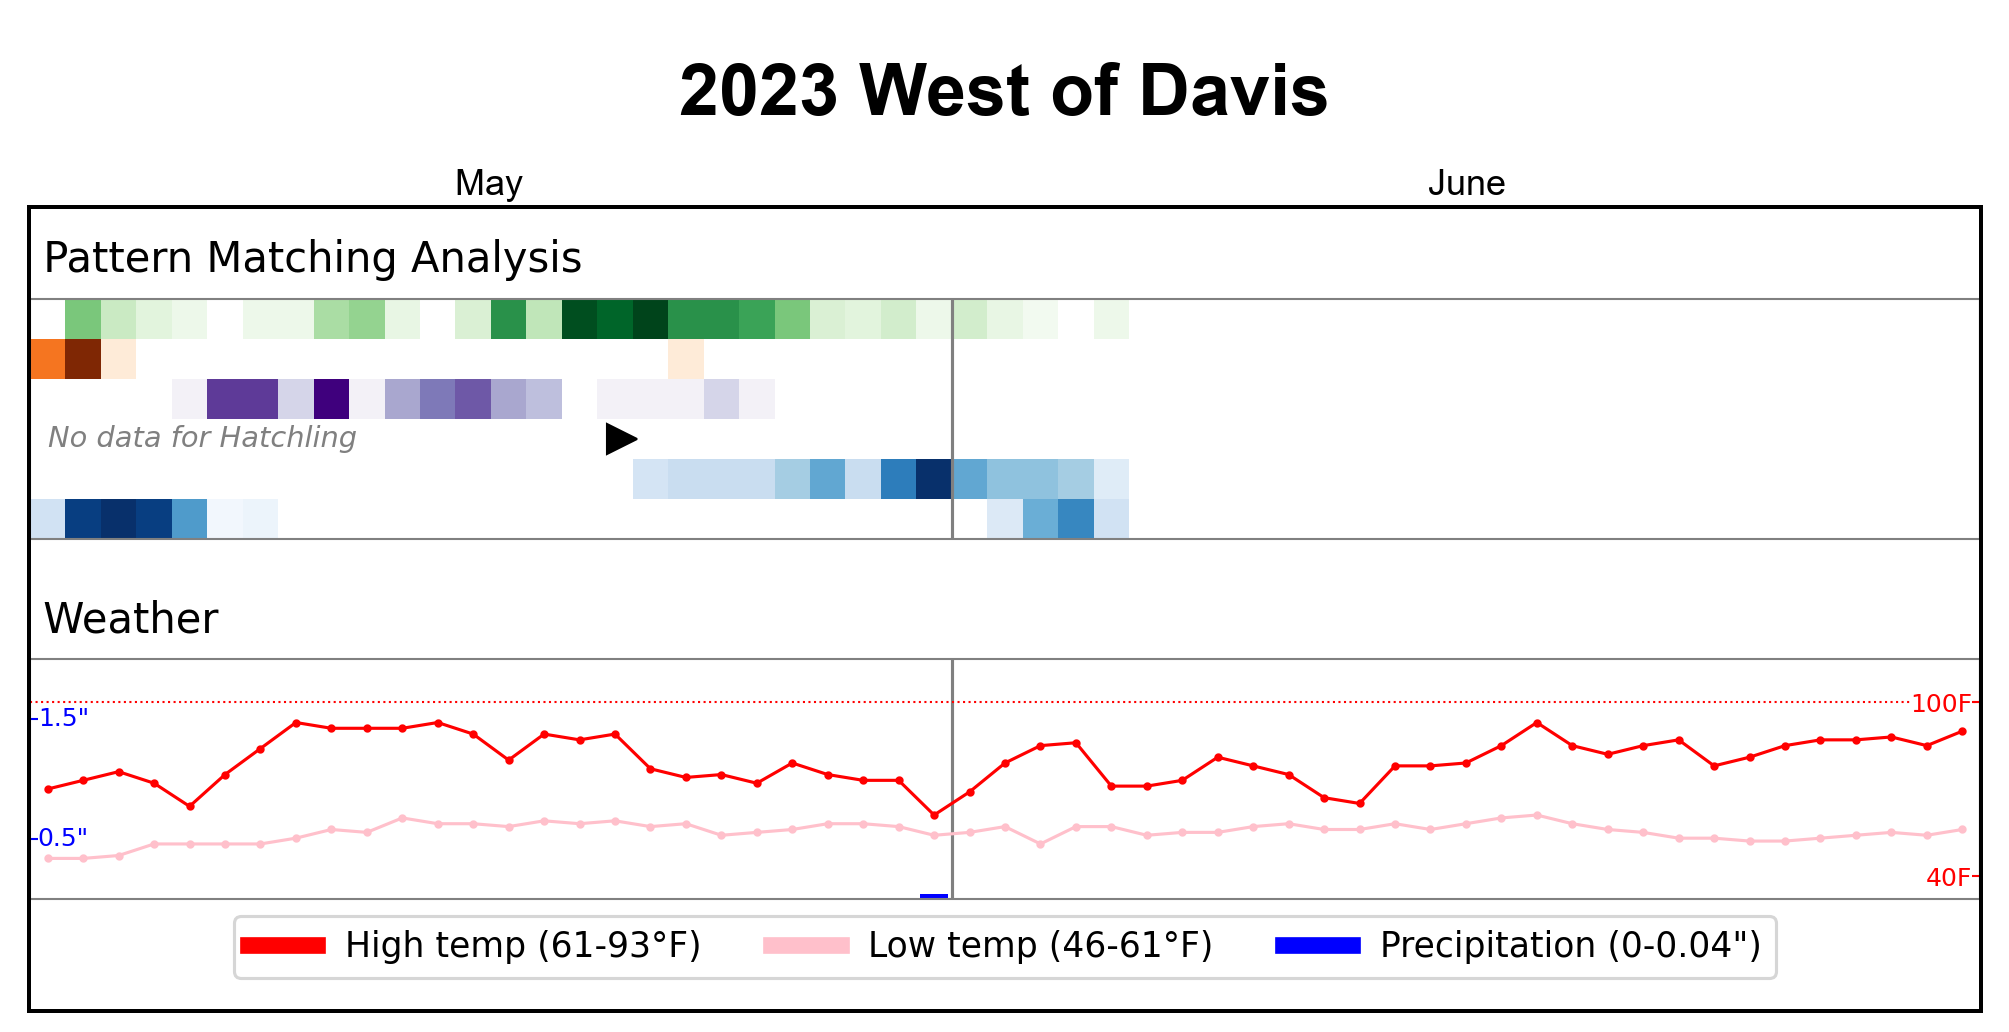 2023 West of Davis
May June
Pattern Matching Analysis
No data for Hatchling
Weather
1.5" 100F
0.5" 40F
High temp (61-93°F) Low temp (46-61°F) Precipitation (0-0.04")